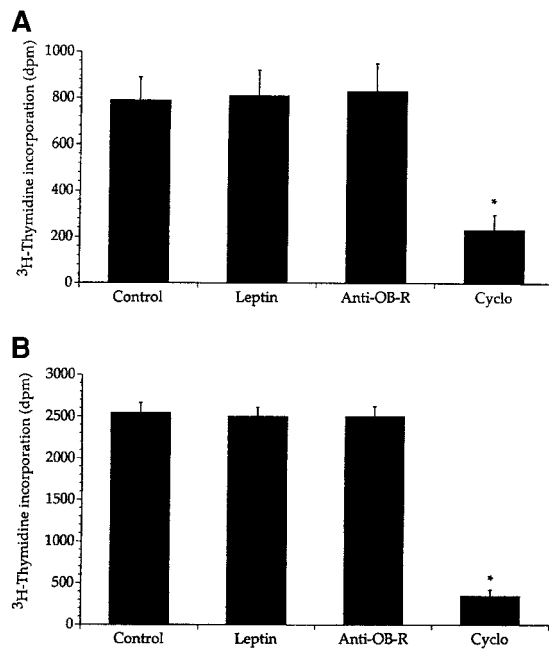 A
³H-Thymidine incorporation (dpm)
1000
800
600
400
200
0
*
Control Leptin Anti-OB-R Cyclo
B
³H-Thymidine incorporation (dpm)
3000
2500
2000
1500
1000
500
0
*
Control Leptin Anti-OB-R Cyclo